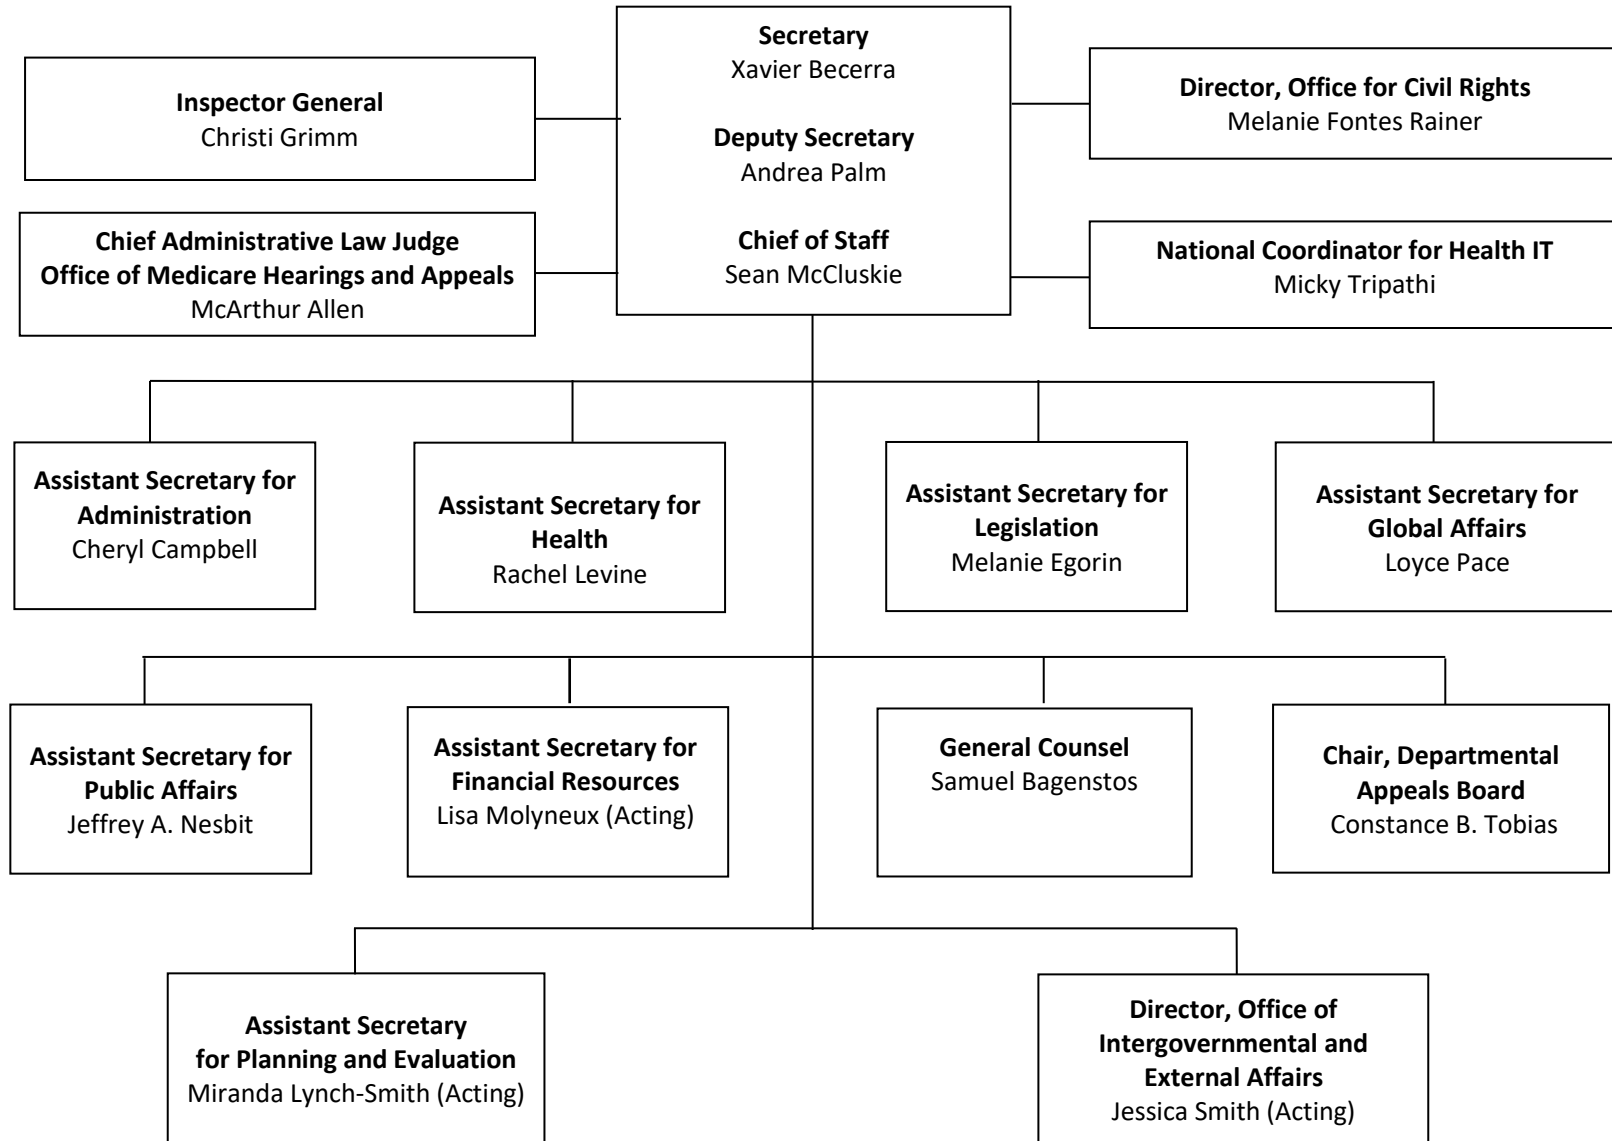 Secretary
Xavier Becerra
Deputy Secretary
Andrea Palm
Chief of Staff
Sean McCluskie
Inspector General
Christi Grimm
Director, Office for Civil Rights
Melanie Fontes Rainer
Chief Administrative Law Judge
Office of Medicare Hearings and Appeals
McArthur Allen
National Coordinator for Health IT
Micky Tripathi
Assistant Secretary for
Administration
Cheryl Campbell
Assistant Secretary for
Health
Rachel Levine
Assistant Secretary for
Legislation
Melanie Egorin
Assistant Secretary for
Global Affairs
Loyce Pace
Assistant Secretary for
Public Affairs
Jeffrey A. Nesbit
Assistant Secretary for
Financial Resources
Lisa Molyneux (Acting)
General Counsel
Samuel Bagenstos
Chair, Departmental
Appeals Board
Constance B. Tobias
Assistant Secretary
for Planning and Evaluation
Miranda Lynch-Smith (Acting)
Director, Office of
Intergovernmental and
External Affairs
Jessica Smith (Acting)